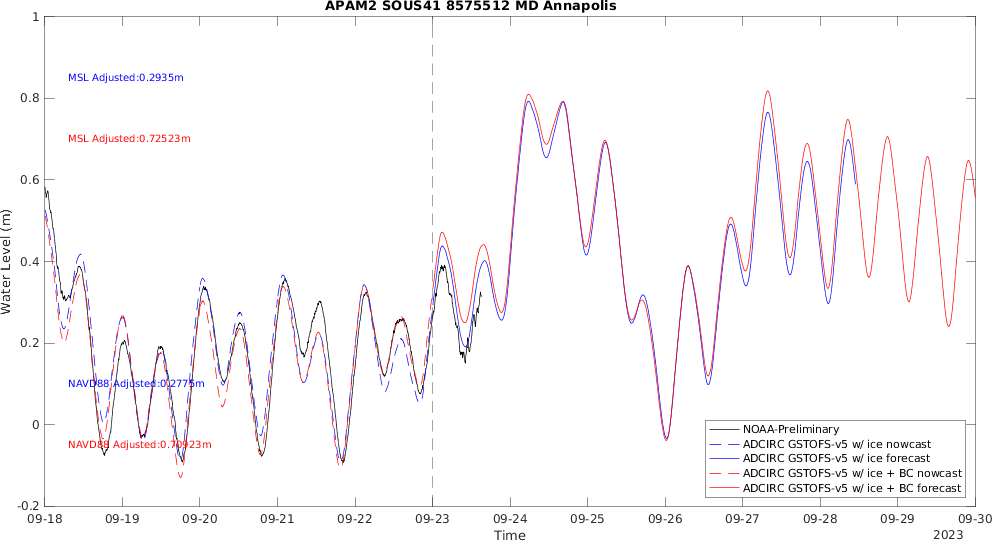 APAM2 SOUS41 8575512 MD Annapolis
1
0.8
0.6
0.4
0.2
0
-0.2
Water Level (m)
MSL Adjusted:0.2935m
MSL Adjusted:0.72523m
NAVD88 Adjusted:0.2775m
NAVD88 Adjusted:0.70923m
NOAA-Preliminary
ADCIRC GSTOFS-v5 w/ ice nowcast
ADCIRC GSTOFS-v5 w/ ice forecast
ADCIRC GSTOFS-v5 w/ ice + BC nowcast
ADCIRC GSTOFS-v5 w/ ice + BC forecast
09-18 09-19 09-20 09-21 09-22 09-23 09-24 09-25 09-26 09-27 09-28 09-29 09-30
Time
2023